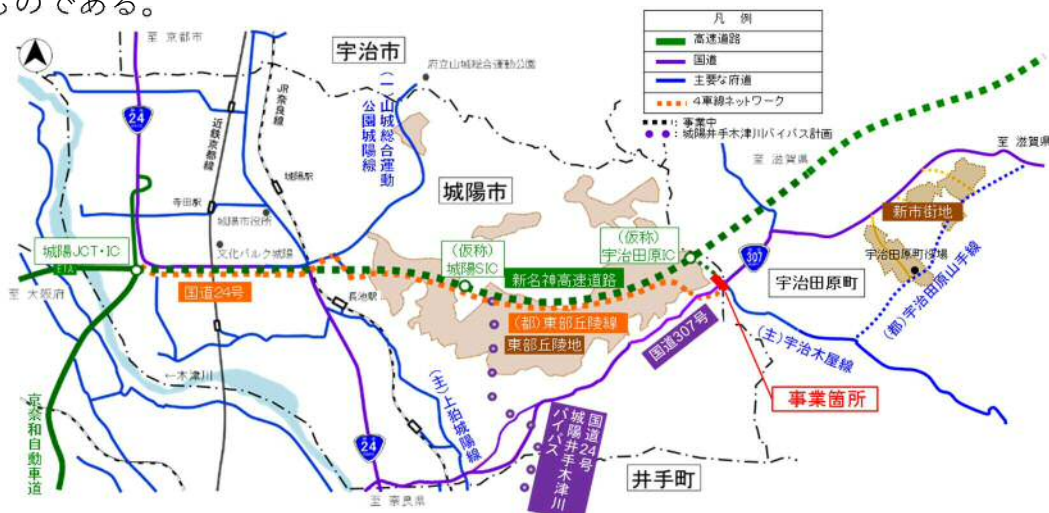 ものである。
凡 例
高速道路
国道
主要な府道
4車線ネットワーク
：事業中
：城陽井手木津川バイパス計画
至 京都市
宇治市
府立山城総合運動公園
24
近鉄京都線
JR奈良線
(一)山城総合運動
公園城陽線
城陽駅
寺田駅
城陽市役所
文化パルク城陽
城陽市
城陽JCT・IC
至 大阪府
国道24号
長池駅
(仮称)
城陽SIC
新名神高速道路
(仮称)
宇治田原IC
至 滋賀県
至 滋賀県
307
新市街地
宇治田原町役場
宇治田原町
(都)宇治田原山手線
(都)東部丘陵線
東部丘陵地
国道307号
(主)宇治木屋線
事業箇所
←木津川
京奈和自動車道
(主)上狛城陽線
24
至 奈良県
国道24号
城陽井手木津川
バイパス
井手町